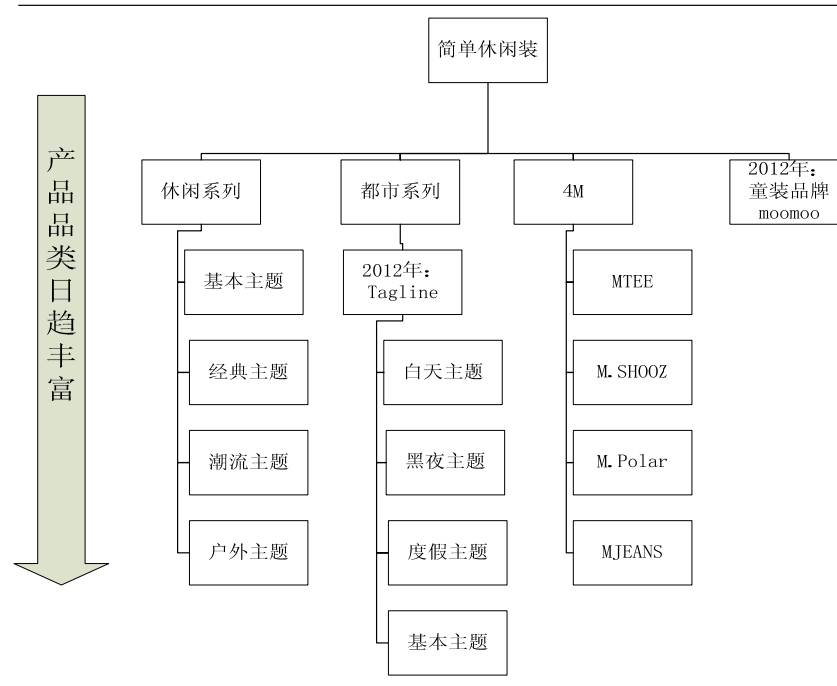 简单休闲装
产品品类日趋丰富
休闲系列
都市系列
4M
2012年：
童装品牌
moomoo
基本主题
2012年：
Tagline
MTEE
经典主题
白天主题
M.SHOOZ
潮流主题
黑夜主题
M.Polar
户外主题
度假主题
MJEANS
基本主题